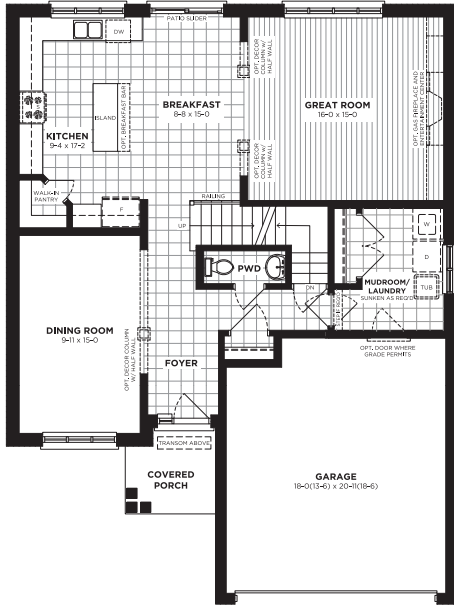 PATIO SLIDER
DW
OPT. DECOR
COLUMN w/
HALF WALL
BREAKFAST
8-8 x 15-0
GREAT ROOM
16-0 x 15-0
ISLAND
OPT. BREAKFAST BAR
KITCHEN
9-4 x 17-2
OPT. DECOR
COLUMN w/
HALF WALL
OPT. GAS FIREPLACE AND
ENTERTAINMENT CENTER
WALK-IN
PANTRY
F
RAILING
UP
W
D
TUB
PWD
MUDROOM/
LAUNDRY
SUNKEN AS REQ'D
DN
STEP IF REQ'D
DINING ROOM
9-11 x 15-0
OPT. DECOR COLUMN
W/ HALF WALL
FOYER
OPT. DOOR WHERE
GRADE PERMITS
TRANSOM ABOVE
COVERED
PORCH
GARAGE
18-0(13-6) x 20-11(18-6)